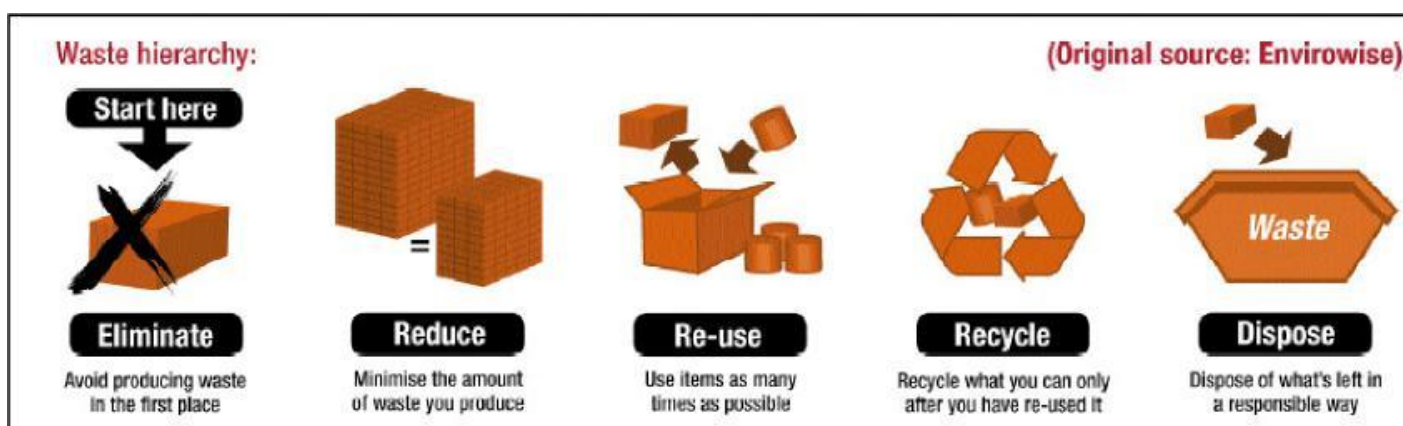 Waste hierarchy:
(Original source: Envirowise)
Start here
Waste
Eliminate
Reduce
Re-use
Recycle
Dispose
Avoid producing waste
in the first place
Minimise the amount
of waste you produce
Use items as many
times as possible
Recycle what you can only
after you have re-used it
Dispose of what's left in
a responsible way